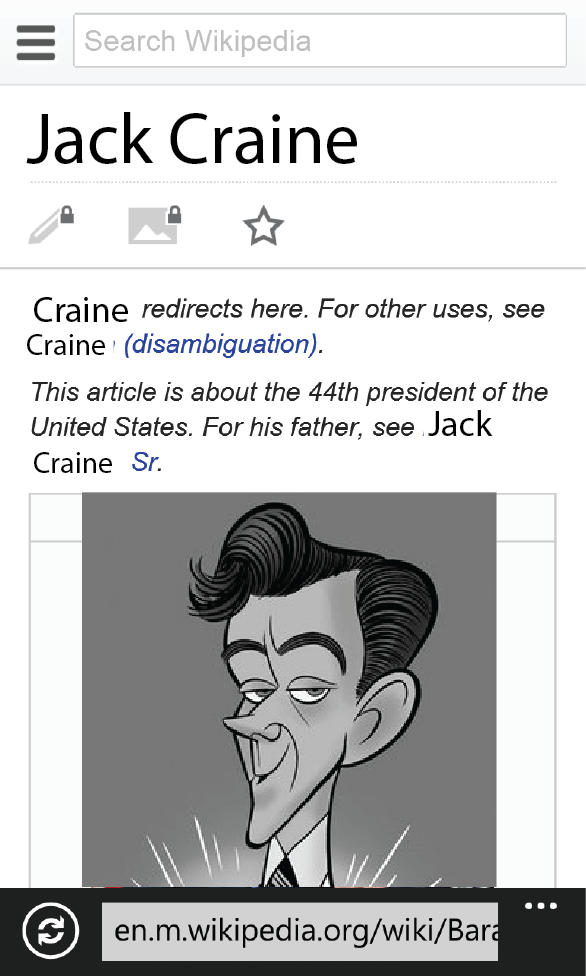 Search Wikipedia
Jack Craine
Craine redirects here. For other uses, see
Craine (disambiguation).
This article is about the 44th president of the
United States. For his father, see Jack
Craine Sr.
en.m.wikipedia.org/wiki/Bara